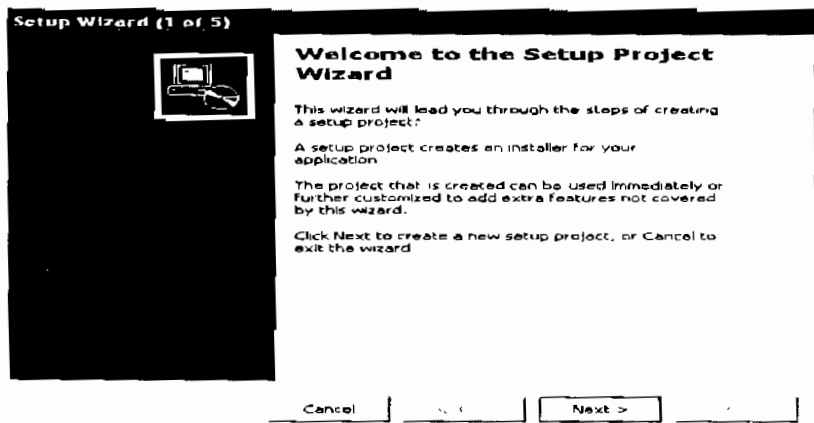 Setup Wizard (1 of 5)
Welcome to the Setup Project
Wizard
This wizard will lead you through the steps of creating
a setup project.
A setup project creates an installer for your
application
The project that is created can be used immediately or
further customized to add extra features not covered
by this wizard.
Click Next to create a new setup project, or Cancel to
exit the wizard
Cancel
Next >